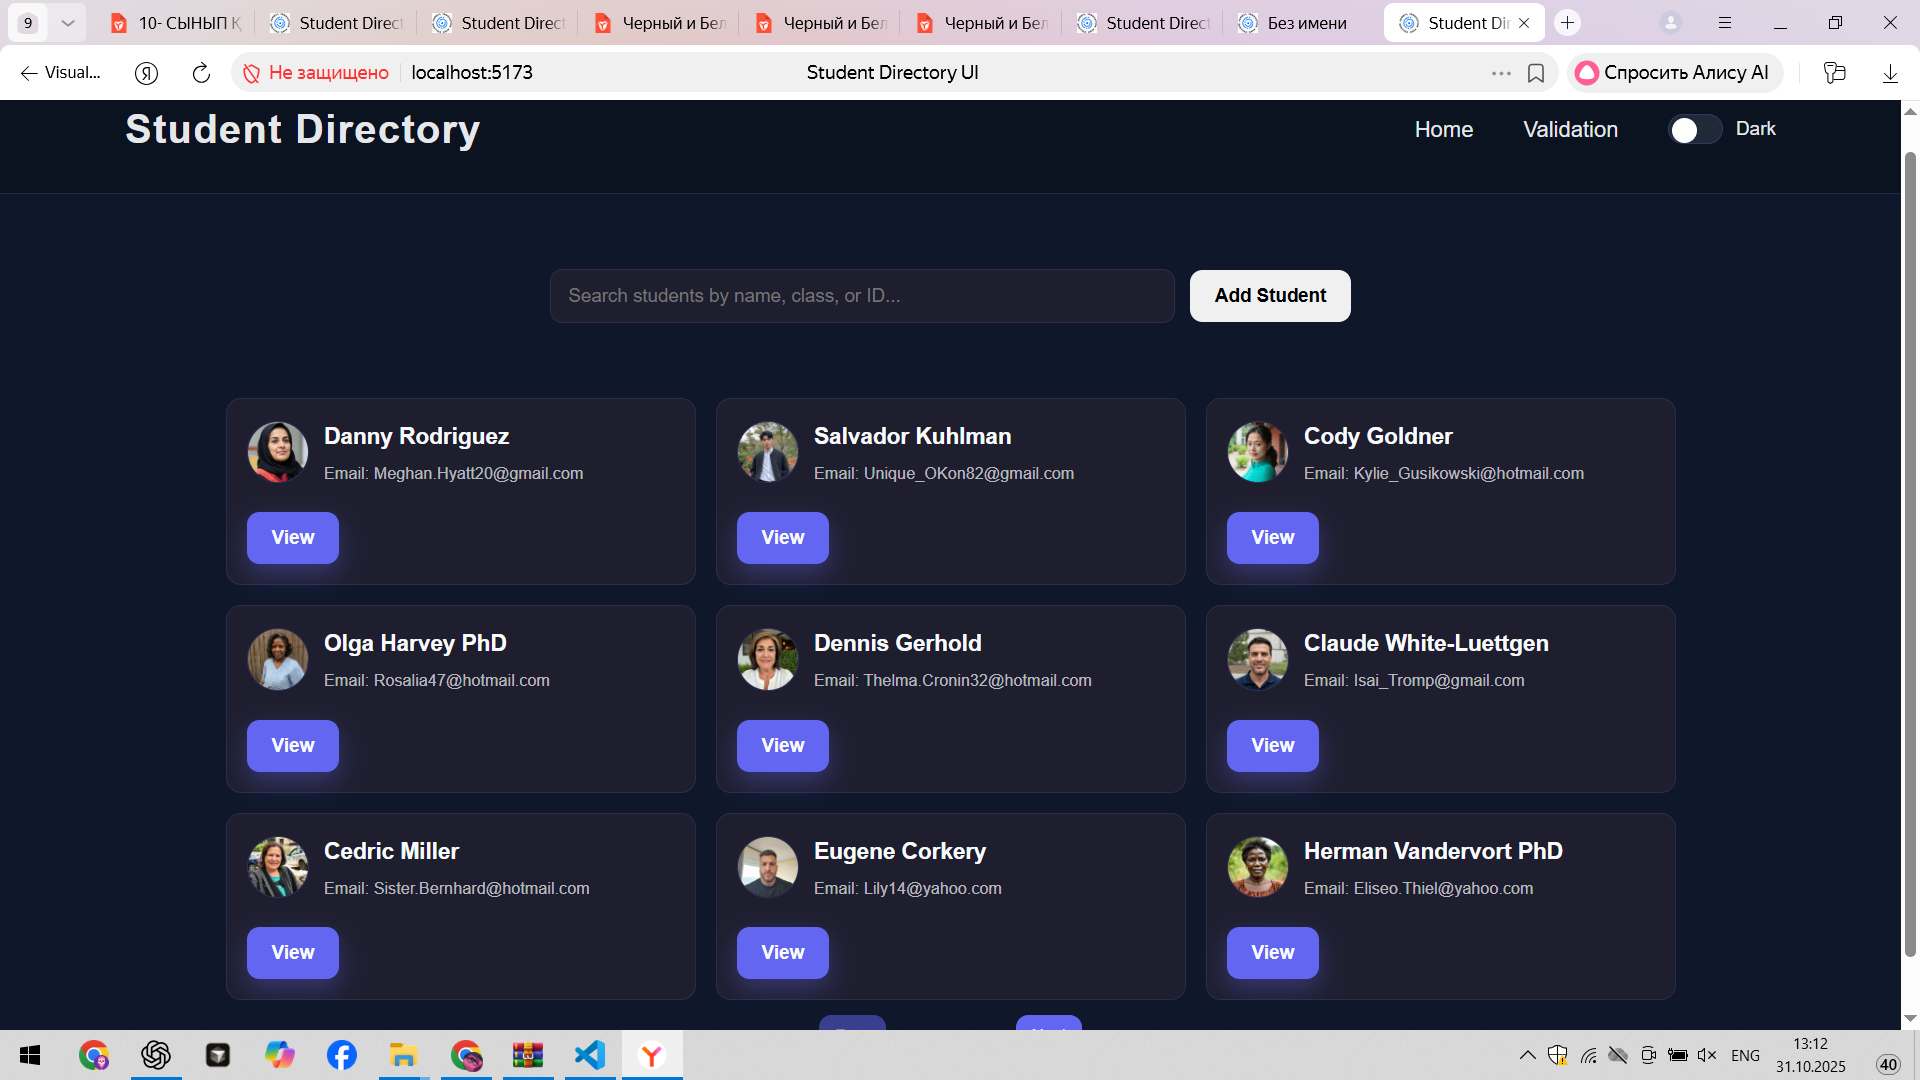 9
10- СЫНЫП Қ
Student Direct
Student Direct
Черный и Бел
Черный и Бел
Черный и Бел
Student Direct
Без имени
Student Dir
Visual...
Не защищено
localhost:5173
Student Directory UI
Спросить Алису AI
Student Directory
Home
Validation
Dark
Search students by name, class, or ID...
Add Student
Danny Rodriguez
Email: Meghan.Hyatt20@gmail.com
View
Salvador Kuhlman
Email: Unique_OKon82@gmail.com
View
Cody Goldner
Email: Kylie_Gusikowski@hotmail.com
View
Olga Harvey PhD
Email: Rosalia47@hotmail.com
View
Dennis Gerhold
Email: Thelma.Cronin32@hotmail.com
View
Claude White-Luettgen
Email: Isai_Tromp@gmail.com
View
Cedric Miller
Email: Sister.Bernhard@hotmail.com
View
Eugene Corkery
Email: Lily14@yahoo.com
View
Herman Vandervort PhD
Email: Eliseo.Thiel@yahoo.com
View
ENG
13:12
31.10.2025
40